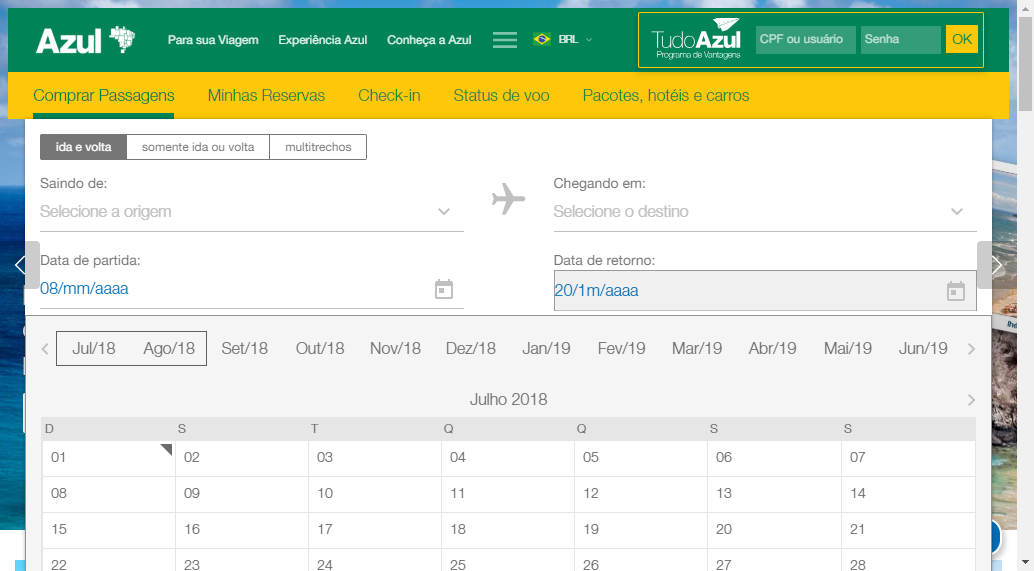 Azul
Para sua Viagem
Experiência Azul
Conheça a Azul
BRL
TudoAzul
Programa de Vantagens
CPF ou usuário
Senha
OK
Comprar Passagens
Minhas Reservas
Check-in
Status de voo
Pacotes, hotéis e carros
ida e volta
somente ida ou volta
multitrechos
Saindo de:
Selecione a origem
Chegando em:
Selecione o destino
Data de partida:
08/mm/aaaa
Data de retorno:
20/1m/aaaa
Jul/18 Ago/18 Set/18 Out/18 Nov/18 Dez/18 Jan/19 Fev/19 Mar/19 Abr/19 Mai/19 Jun/19
Julho 2018
D S T Q Q S S
01 02 03 04 05 06 07
08 09 10 11 12 13 14
15 16 17 18 19 20 21
22 23 24 25 26 27 28